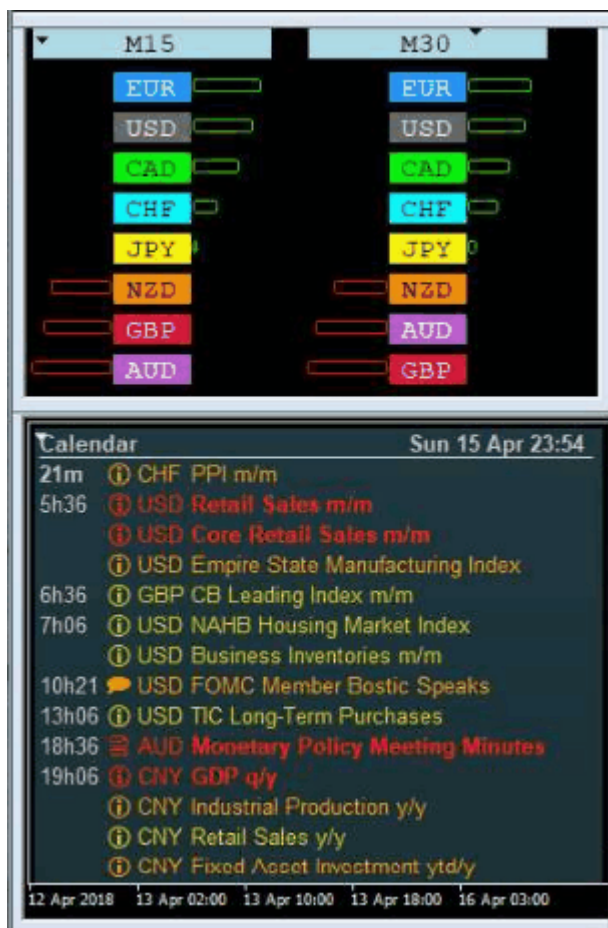 M15 M30
EUR EUR
USD USD
CAD CAD
CHF CHF
JPY JPY
NZD NZD
GBP AUD
AUD GBP
Calendar Sun 15 Apr 23:54
21m CHF PPI m/m
5h36 USD Retail Sales m/m
USD Core Retail Sales m/m
USD Empire State Manufacturing Index
6h36 GBP CB Leading Index m/m
7h06 USD NAHB Housing Market Index
USD Business Inventories m/m
10h21 USD FOMC Member Bostic Speaks
13h06 USD TIC Long-Term Purchases
18h36 AUD Monetary Policy Meeting Minutes
19h06 CNY GDP q/y
CNY Industrial Production y/y
CNY Retail Sales y/y
CNY Fixed Asset Investment ytd/y
12 Apr 2018 13 Apr 02:00 13 Apr 10:00 13 Apr 18:00 16 Apr 03:00